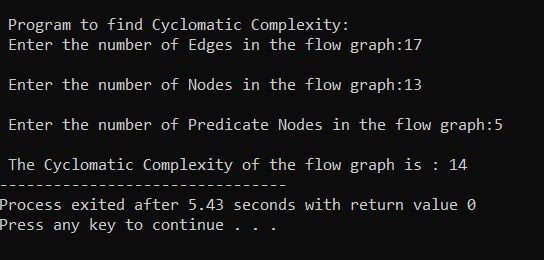 Program to find Cyclomatic Complexity:
Enter the number of Edges in the flow graph:17
Enter the number of Nodes in the flow graph:13
Enter the number of Predicate Nodes in the flow graph:5
The Cyclomatic Complexity of the flow graph is : 14
--------------------------------
Process exited after 5.43 seconds with return value 0
Press any key to continue . . .